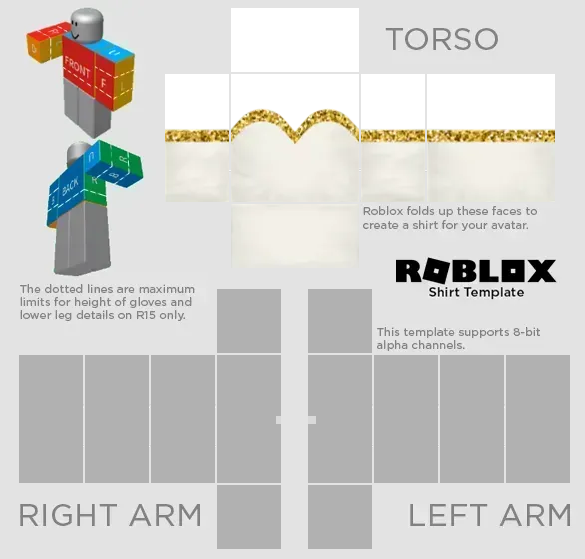 TORSO
FRONT
F
L
U
BACK
U
R
B
Roblox folds up these faces to
create a shirt for your avatar.
ROBLOX
Shirt Template
The dotted lines are maximum
limits for height of gloves and
lower leg details on R15 only.
This template supports 8-bit
alpha channels.
RIGHT ARM
LEFT ARM